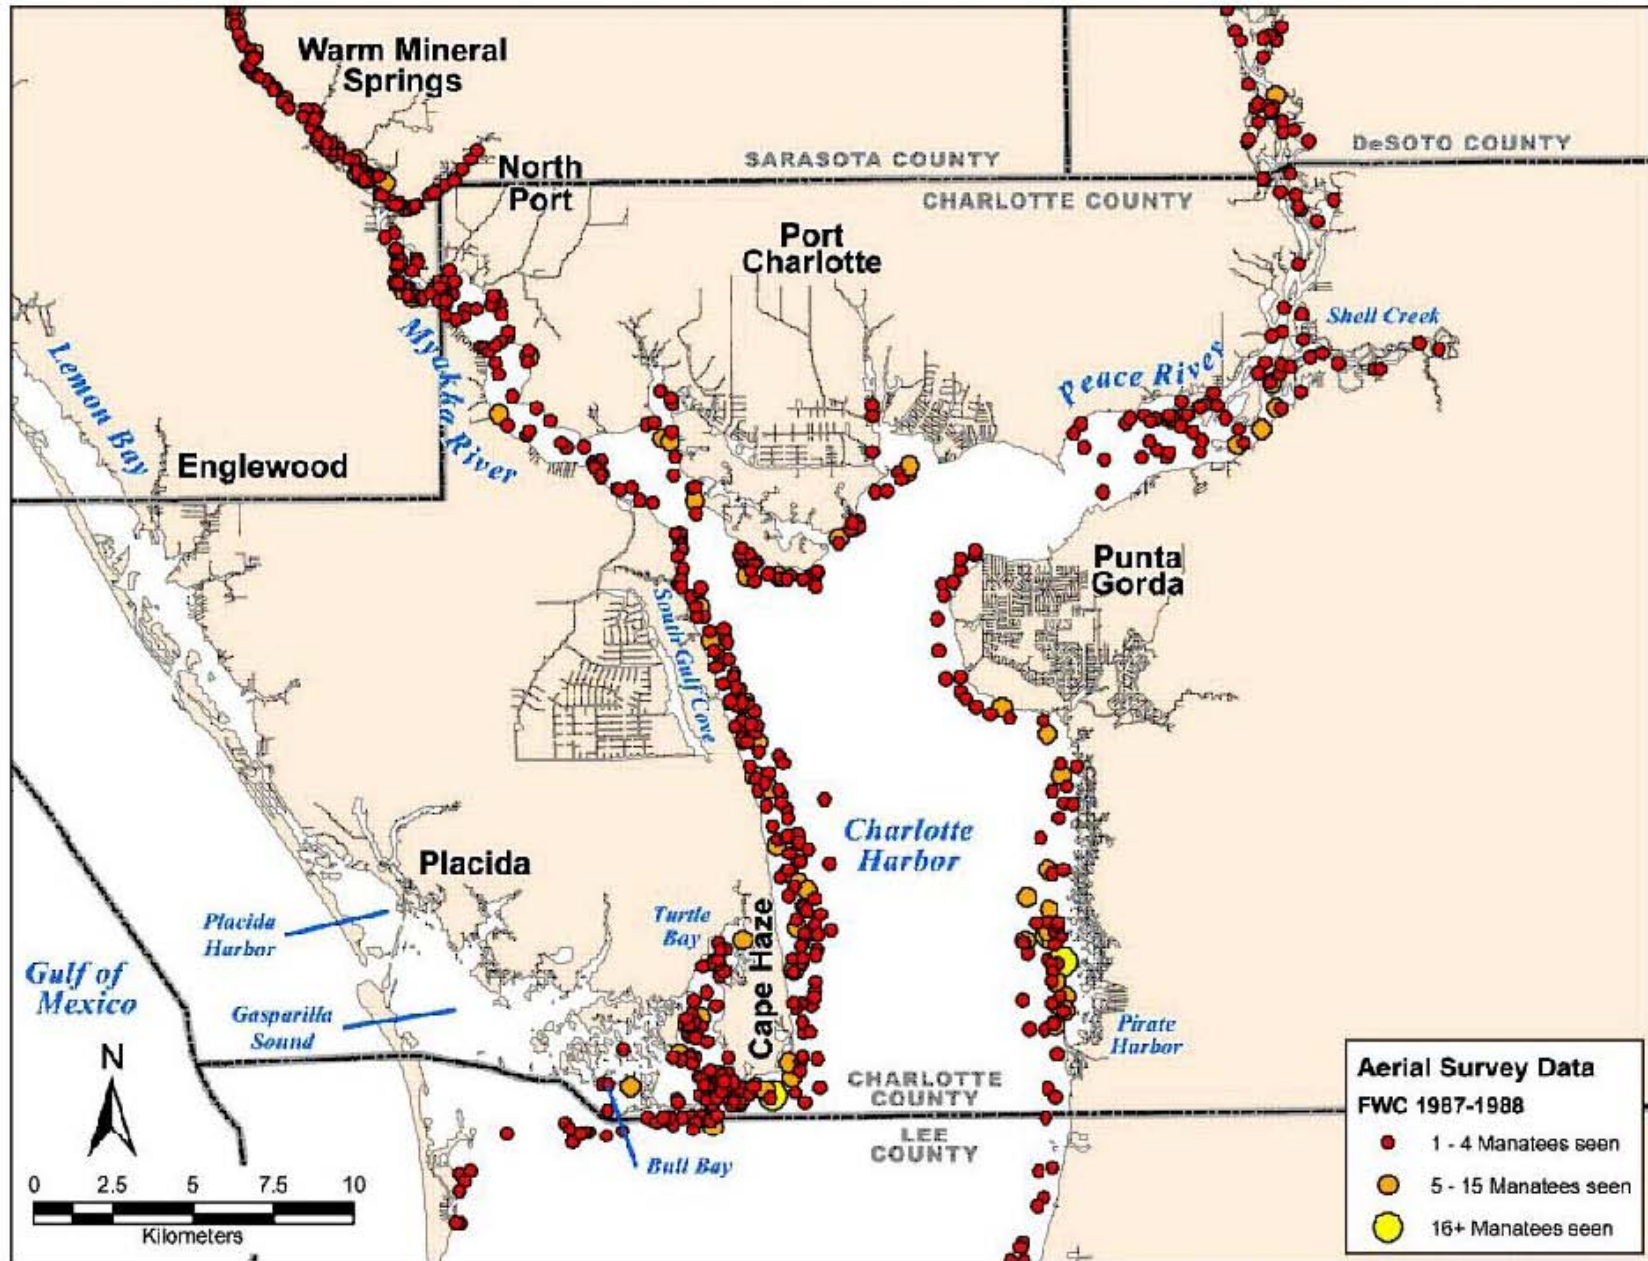 Warm Mineral
Springs
North
Port
SARASOTA COUNTY
DeSOTO COUNTY
CHARLOTTE COUNTY
Port
Charlotte
Shell Creek
Peace River
Myakka River
Lemon Bay
Englewood
Punta
Gorda
South Gulf Cove
Charlotte
Harbor
Placida
Placida
Harbor
Turtle
Bay
Cape Haze
Gulf of
Mexico
Gasparilla
Sound
Pirate
Harbor
CHARLOTTE
COUNTY
LEE
COUNTY
Bull Bay
N
0 2.5 5 7.5 10
Kilometers
Aerial Survey Data
FWC 1987-1988
1 - 4 Manatees seen
5 - 15 Manatees seen
16+ Manatees seen